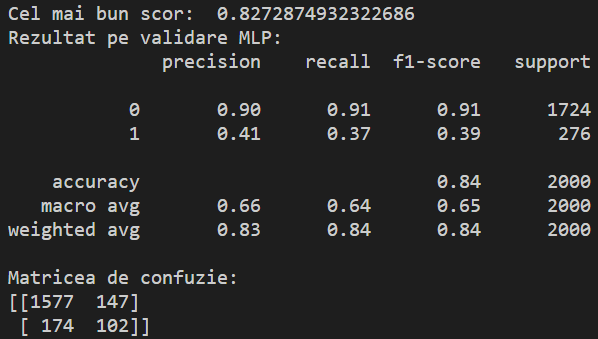 Cel mai bun scor:  0.8272874932322686
Rezultat pe validare MLP:
              precision    recall  f1-score   support
           0       0.90      0.91      0.91      1724
           1       0.41      0.37      0.39       276
    accuracy                           0.84      2000
   macro avg       0.66      0.64      0.65      2000
weighted avg       0.83      0.84      0.84      2000
Matricea de confuzie:
[[1577  147]
 [ 174  102]]